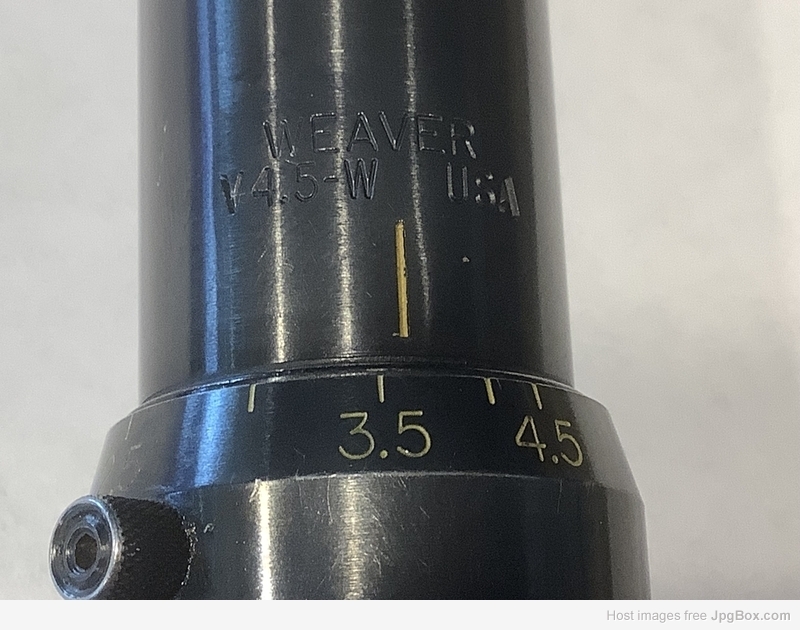 WEAVER
V4.5-W USA
3.5 4.5
Host images free JpgBox.com